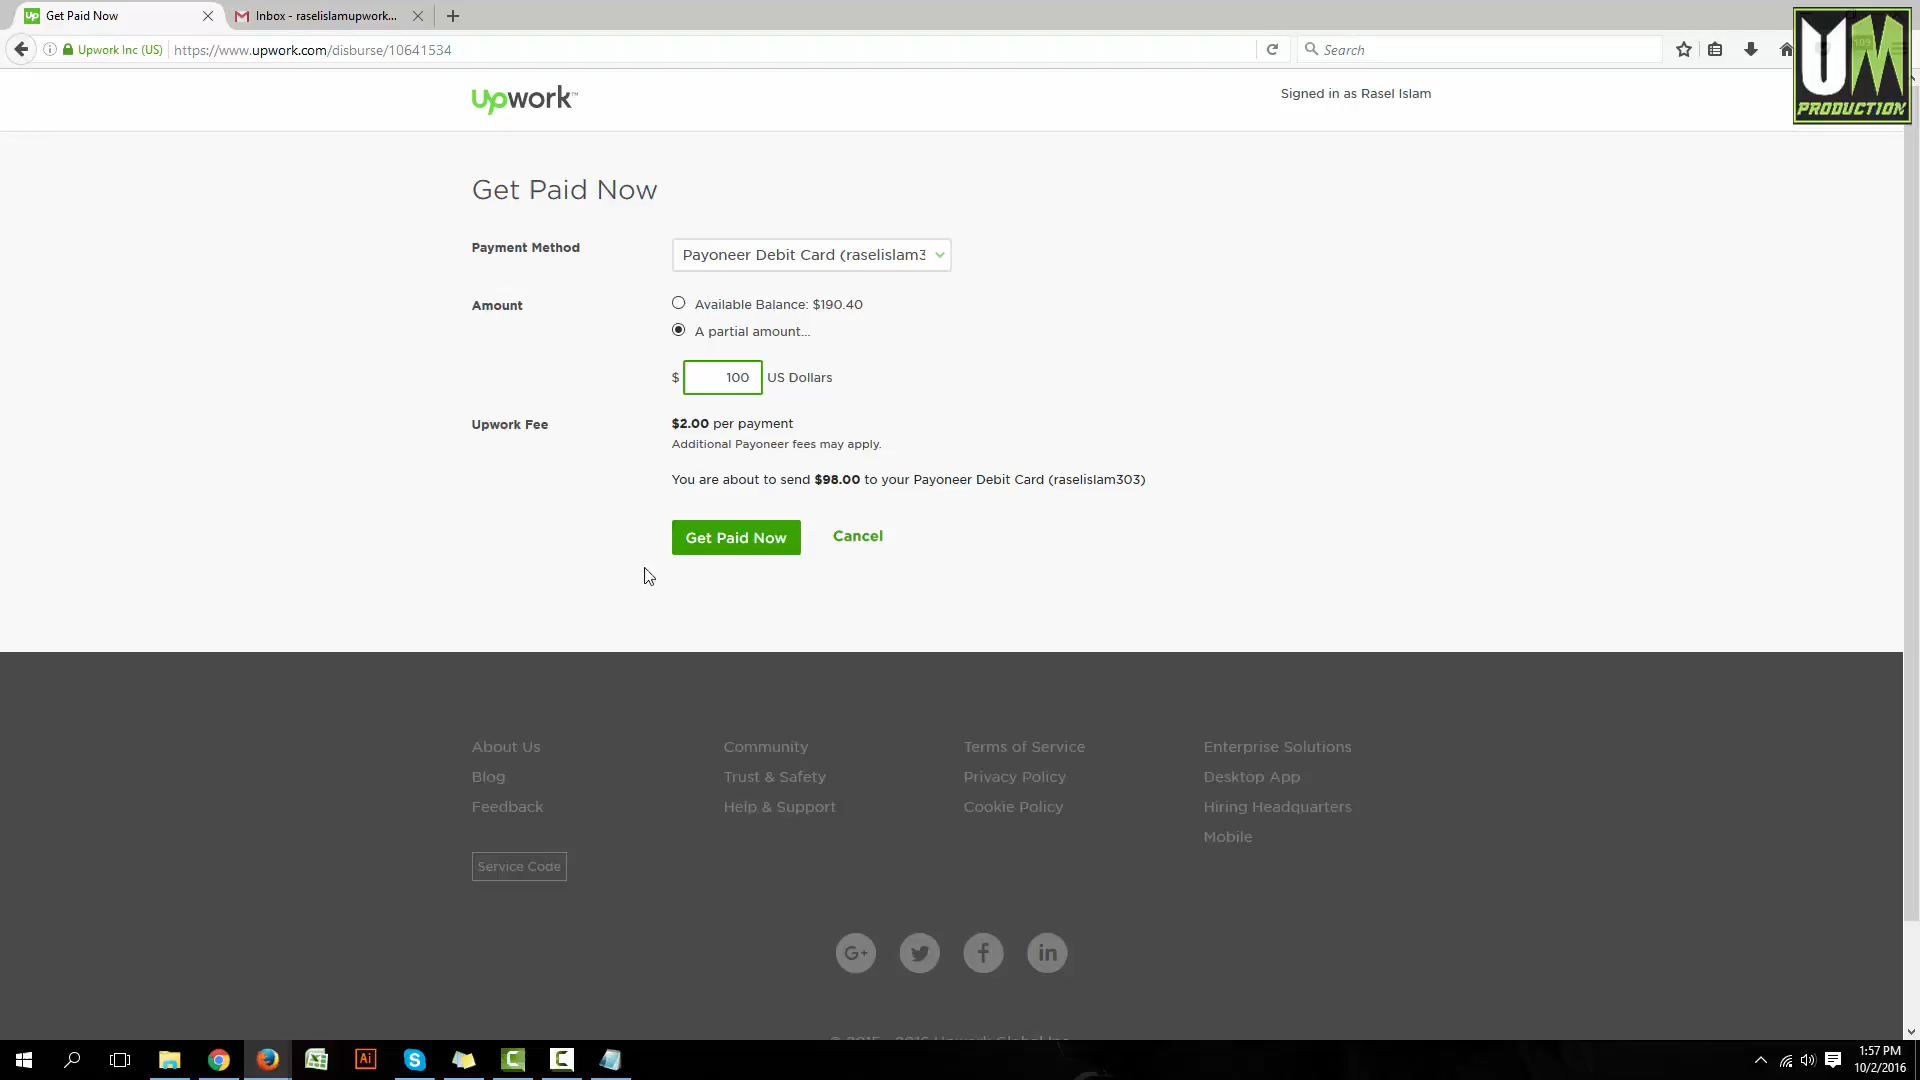 Get Paid Now
Inbox - raselislamupwork...
Upwork Inc (US)
https://www.upwork.com/disburse/10641534
Search
UM
PRODUCTION
upwork™
Signed in as Rasel Islam
Get Paid Now
Payment Method
Payoneer Debit Card (raselislam3
Amount
Available Balance: $190.40
A partial amount...
$ 100 US Dollars
Upwork Fee
$2.00 per payment
Additional Payoneer fees may apply.
You are about to send $98.00 to your Payoneer Debit Card (raselislam303)
Get Paid Now
Cancel
About Us
Community
Terms of Service
Enterprise Solutions
Blog
Trust & Safety
Privacy Policy
Desktop App
Feedback
Help & Support
Cookie Policy
Hiring Headquarters
Mobile
Service Code
G+
in
Ai
1:57 PM
10/2/2016